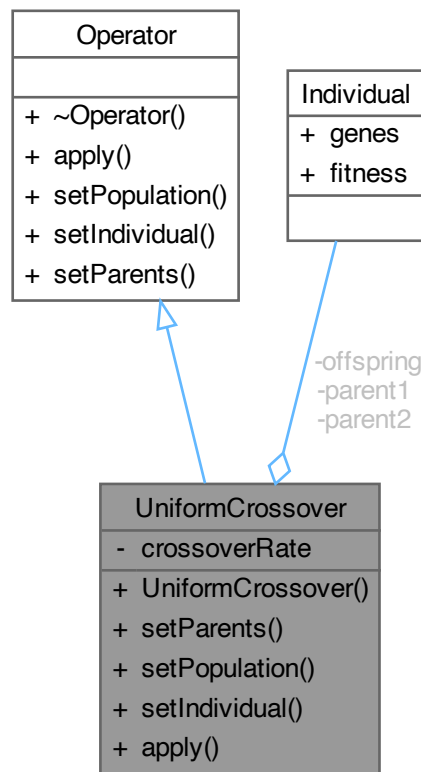 Operator
+ ~Operator()
+ apply()
+ setPopulation()
+ setIndividual()
+ setParents()
Individual
+ genes
+ fitness
-offspring
-parent1
-parent2
UniformCrossover
- crossoverRate
+ UniformCrossover()
+ setParents()
+ setPopulation()
+ setIndividual()
+ apply()